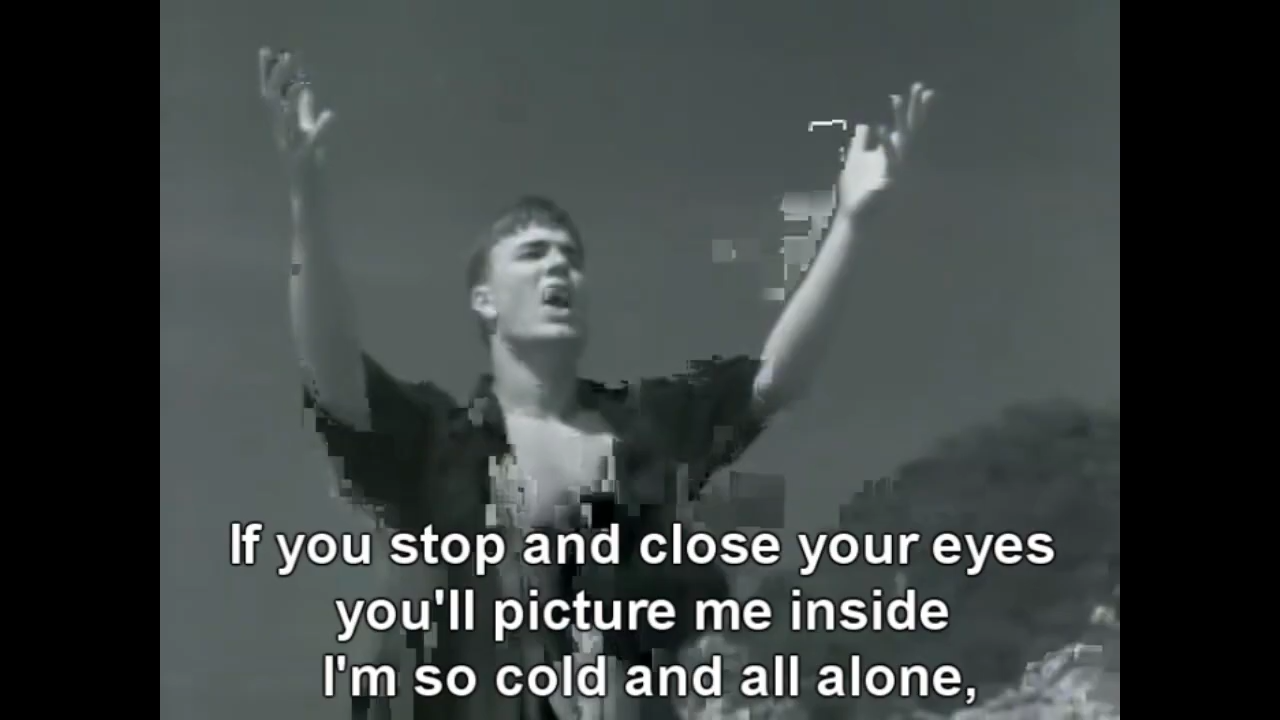 If you stop and close your eyes
you'll picture me inside
I'm so cold and all alone,